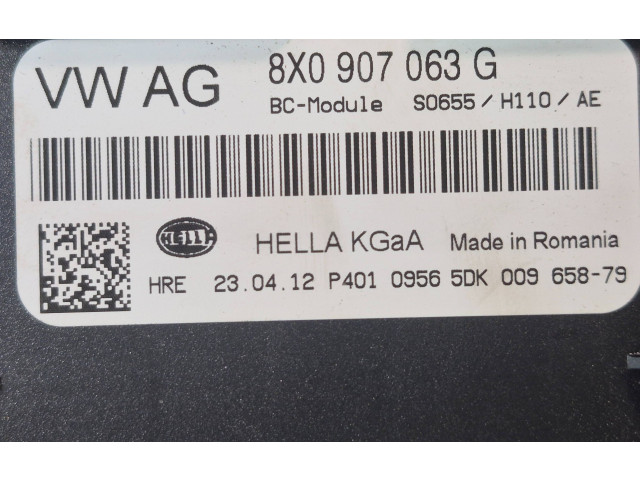 VW AG 8X0 907 063 G
BC-Module S0655/H110/AE
HELLA
HELLA KGaA Made in Romania
HRE 23.04.12 P401 0956 5DK 009 658-79